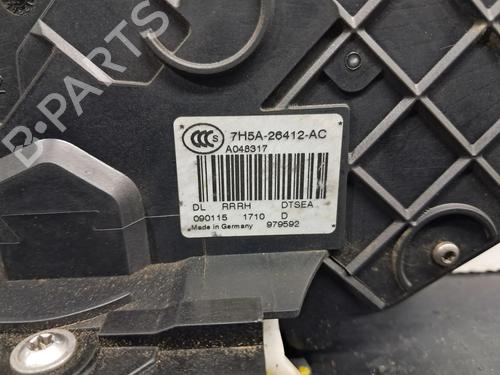 B-PARTS
CCC S 7H5A-26412-AC
A048317
DL RRRH DTSEA
090115 1710 D
Made in Germany 979592